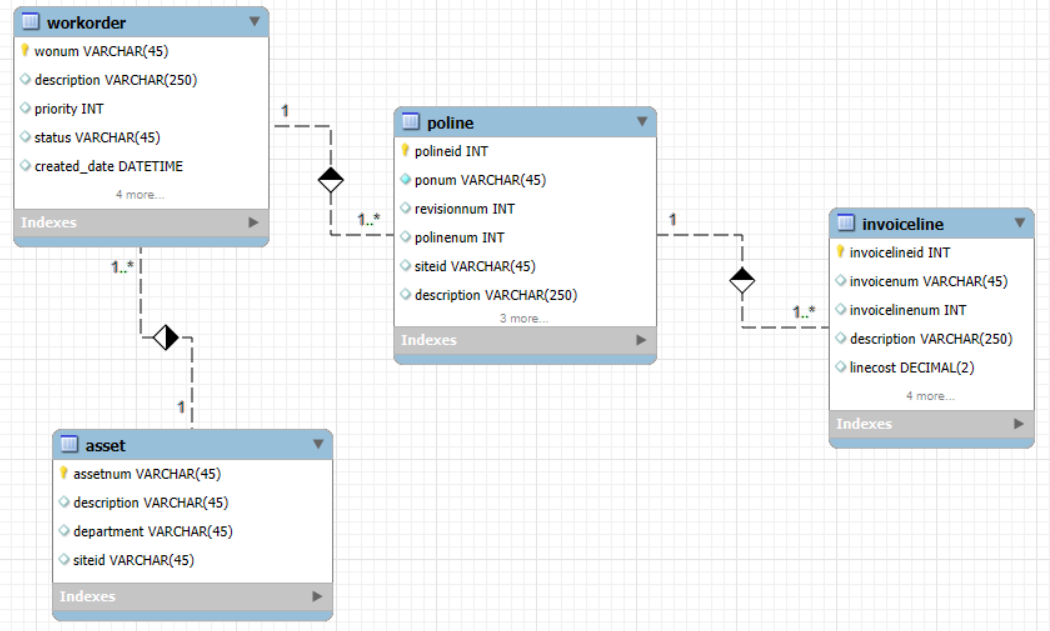 workorder
wonum VARCHAR(45)
description VARCHAR(250)
priority INT
status VARCHAR(45)
created_date DATETIME
4 more...
Indexes
1
1..*
poline
polineid INT
ponum VARCHAR(45)
revisionnum INT
polinenum INT
siteid VARCHAR(45)
description VARCHAR(250)
3 more...
Indexes
1
1..*
invoiceline
invoicelineid INT
invoicenum VARCHAR(45)
invoicelinenum INT
description VARCHAR(250)
linecost DECIMAL(2)
4 more...
Indexes
1..*
1
asset
assetnum VARCHAR(45)
description VARCHAR(45)
department VARCHAR(45)
siteid VARCHAR(45)
Indexes